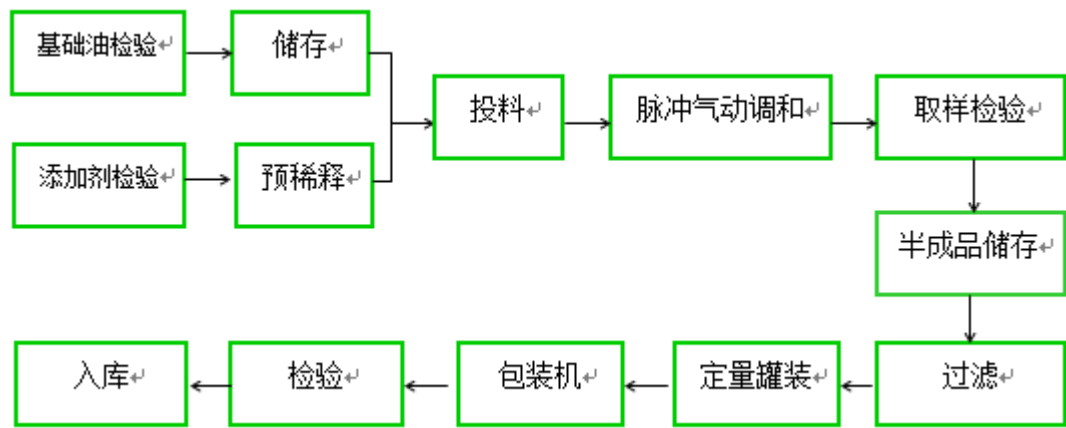 基础油检验
储存
投料
脉冲气动调和
取样检验
添加剂检验
预稀释
半成品储存
入库
检验
包装机
定量罐装
过滤